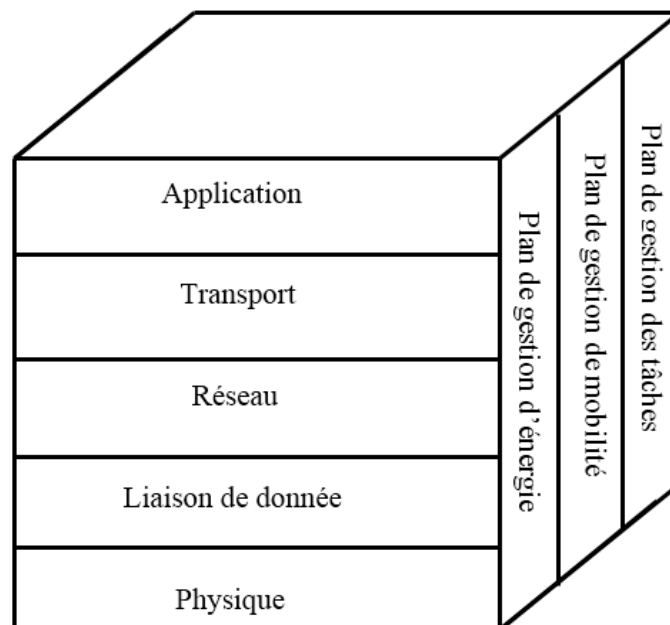 Application
Transport
Réseau
Liaison de donnée
Physique
Plan de gestion d'énergie
Plan de gestion de mobilité
Plan de gestion des tâches